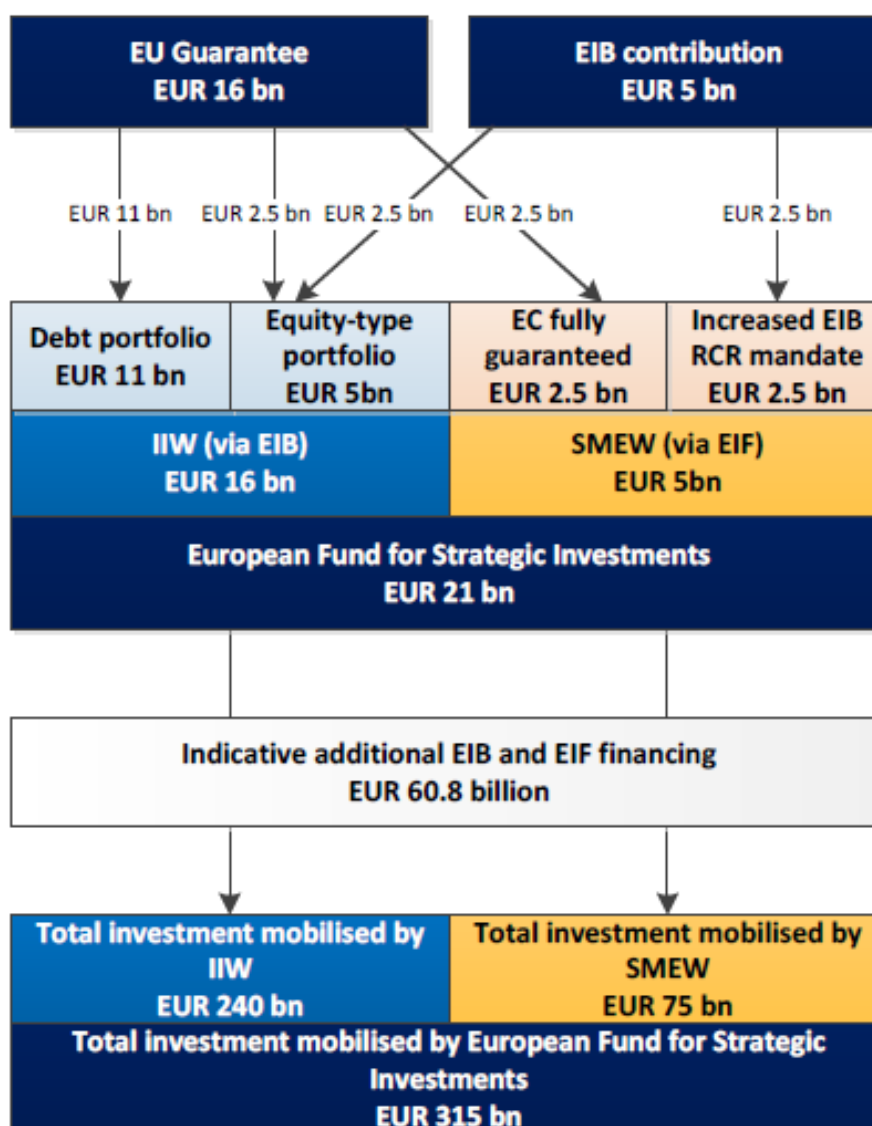 EU Guarantee
EUR 16 bn
EIB contribution
EUR 5 bn
EUR 11 bn
EUR 2.5 bn
EUR 2.5 bn
EUR 2.5 bn
EUR 2.5 bn
Debt portfolio
EUR 11 bn
Equity-type
portfolio
EUR 5bn
EC fully
guaranteed
EUR 2.5 bn
Increased EIB
RCR mandate
EUR 2.5 bn
IIW (via EIB)
EUR 16 bn
SMEW (via EIF)
EUR 5bn
European Fund for Strategic Investments
EUR 21 bn
Indicative additional EIB and EIF financing
EUR 60.8 billion
Total investment mobilised by
IIW
EUR 240 bn
Total investment mobilised by
SMEW
EUR 75 bn
Total investment mobilised by European Fund for Strategic
Investments
EUR 315 bn